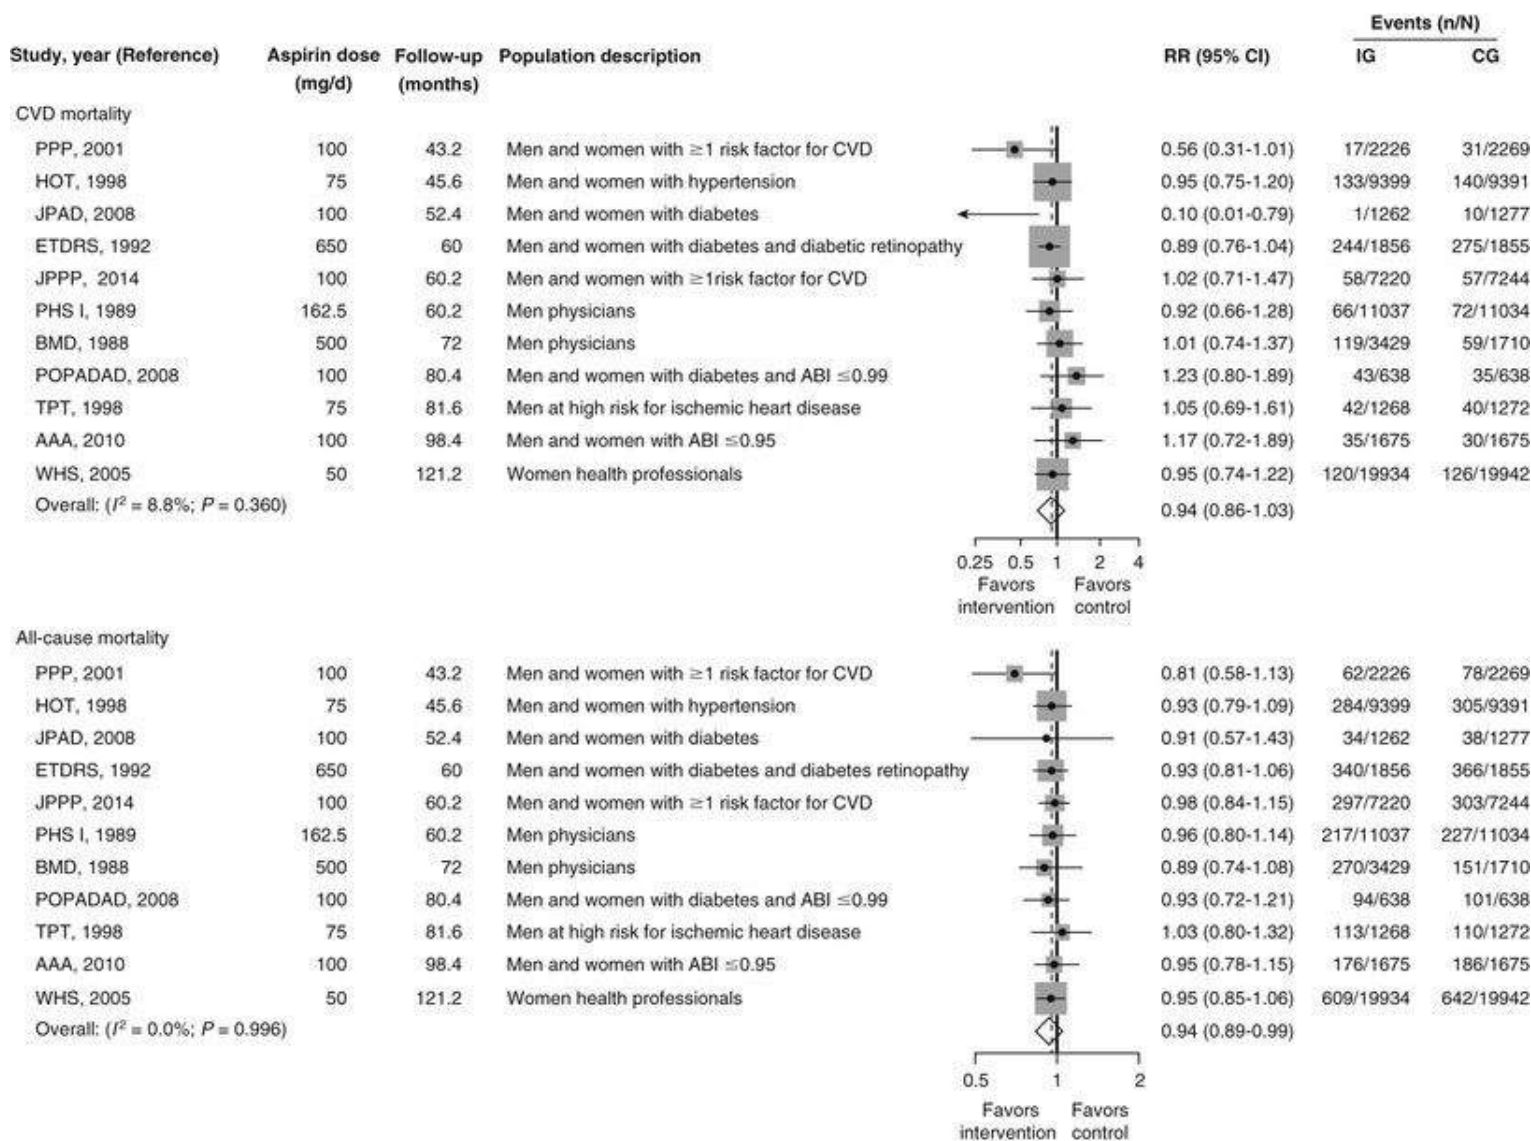 Events (n/N)
Study, year (Reference) Aspirin dose (mg/d) Follow-up (months) Population description RR (95% CI) IG CG
CVD mortality
PPP, 2001 100 43.2 Men and women with ≥1 risk factor for CVD 0.56 (0.31-1.01) 17/2226 31/2269
HOT, 1998 75 45.6 Men and women with hypertension 0.95 (0.75-1.20) 133/9399 140/9391
JPAD, 2008 100 52.4 Men and women with diabetes 0.10 (0.01-0.79) 1/1262 10/1277
ETDRS, 1992 650 60 Men and women with diabetes and diabetic retinopathy 0.89 (0.76-1.04) 244/1856 275/1855
JPPP, 2014 100 60.2 Men and women with ≥1risk factor for CVD 1.02 (0.71-1.47) 58/7220 57/7244
PHS I, 1989 162.5 60.2 Men physicians 0.92 (0.66-1.28) 66/11037 72/11034
BMD, 1988 500 72 Men physicians 1.01 (0.74-1.37) 119/3429 59/1710
POPADAD, 2008 100 80.4 Men and women with diabetes and ABI ≤0.99 1.23 (0.80-1.89) 43/638 35/638
TPT, 1998 75 81.6 Men at high risk for ischemic heart disease 1.05 (0.69-1.61) 42/1268 40/1272
AAA, 2010 100 98.4 Men and women with ABI ≤0.95 1.17 (0.72-1.89) 35/1675 30/1675
WHS, 2005 50 121.2 Women health professionals 0.95 (0.74-1.22) 120/19934 126/19942
Overall: (I² = 8.8%; P = 0.360) 0.94 (0.86-1.03)
0.25 0.5 1 2 4
Favors Favors
intervention control
All-cause mortality
PPP, 2001 100 43.2 Men and women with ≥1 risk factor for CVD 0.81 (0.58-1.13) 62/2226 78/2269
HOT, 1998 75 45.6 Men and women with hypertension 0.93 (0.79-1.09) 284/9399 305/9391
JPAD, 2008 100 52.4 Men and women with diabetes 0.91 (0.57-1.43) 34/1262 38/1277
ETDRS, 1992 650 60 Men and women with diabetes and diabetes retinopathy 0.93 (0.81-1.06) 340/1856 366/1855
JPPP, 2014 100 60.2 Men and women with ≥1 risk factor for CVD 0.98 (0.84-1.15) 297/7220 303/7244
PHS I, 1989 162.5 60.2 Men physicians 0.96 (0.80-1.14) 217/11037 227/11034
BMD, 1988 500 72 Men physicians 0.89 (0.74-1.08) 270/3429 151/1710
POPADAD, 2008 100 80.4 Men and women with diabetes and ABI ≤0.99 0.93 (0.72-1.21) 94/638 101/638
TPT, 1998 75 81.6 Men at high risk for ischemic heart disease 1.03 (0.80-1.32) 113/1268 110/1272
AAA, 2010 100 98.4 Men and women with ABI ≤0.95 0.95 (0.78-1.15) 176/1675 186/1675
WHS, 2005 50 121.2 Women health professionals 0.95 (0.85-1.06) 609/19934 642/19942
Overall: (I² = 0.0%; P = 0.996) 0.94 (0.89-0.99)
0.5 1 2
Favors Favors
intervention control